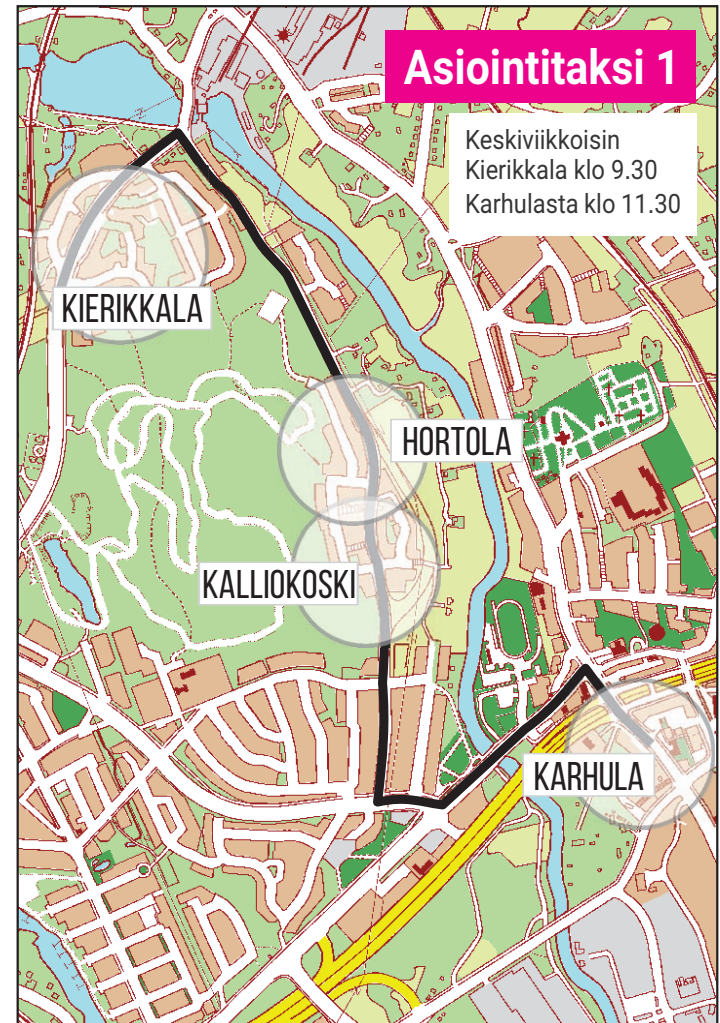 Asiointitaksi 1
Keskiviikkoisin
Kierikkala klo 9.30
Karhulasta klo 11.30
KIERIKKALA
HORTOLA
KALLIOKOSKI
KARHULA